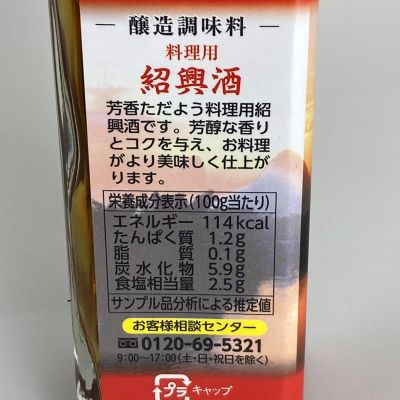 ― 醸造調味料 ―
料理用
紹興酒
芳香ただよう料理用紹
興酒です。芳醇な香り
とコクを与え、お料理
がより美味しく仕上が
ります。
栄養成分表示(100g当たり)
エネルギー 114kcal
たんぱく質 1.2g
脂質 0.1g
炭水化物 5.9g
食塩相当量 2.5g
サンプル品分析による推定値
お客様相談センター
0120-69-5321
9:00~17:00(土・日・祝日を除く)
プラ キャップ